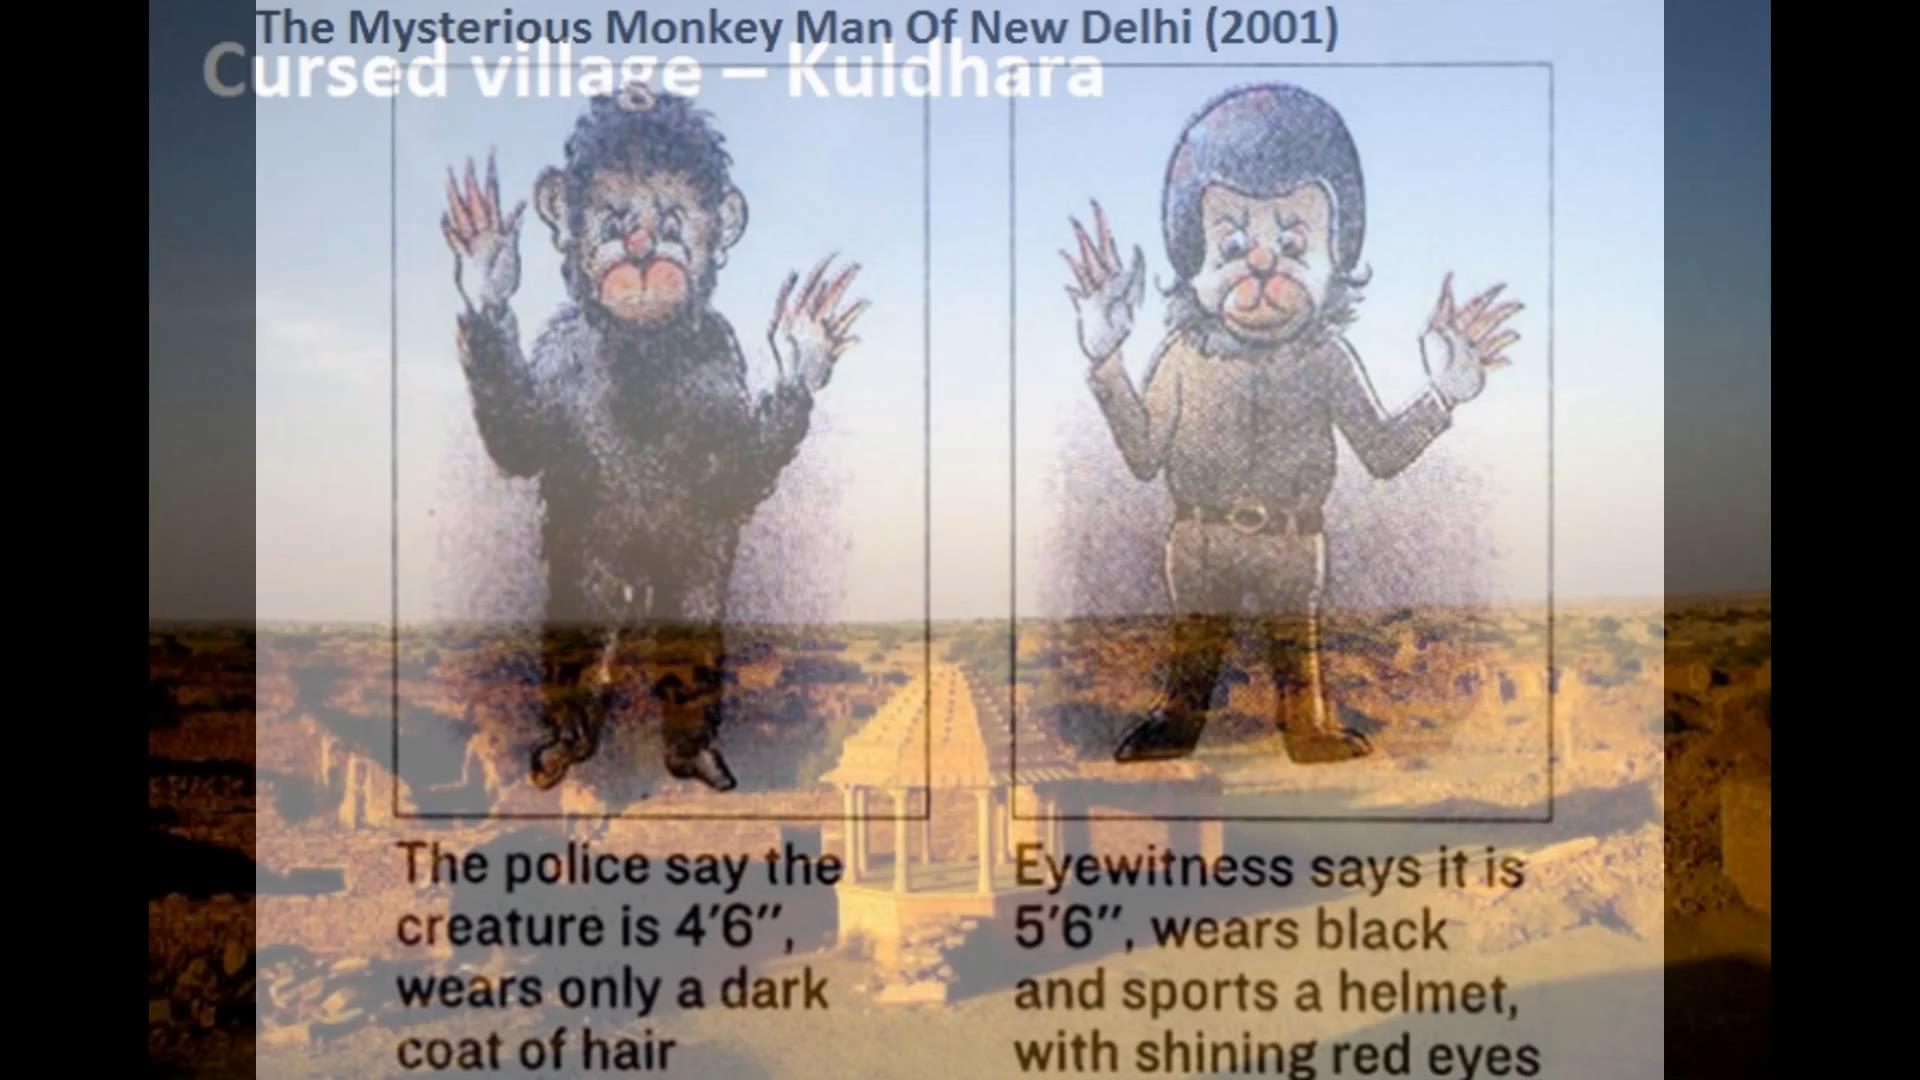 The Mysterious Monkey Man Of New Delhi (2001)
Cursed village – Kuldhara
The police say the
creature is 4'6",
wears only a dark
coat of hair
Eyewitness says it is
5'6", wears black
and sports a helmet,
with shining red eyes